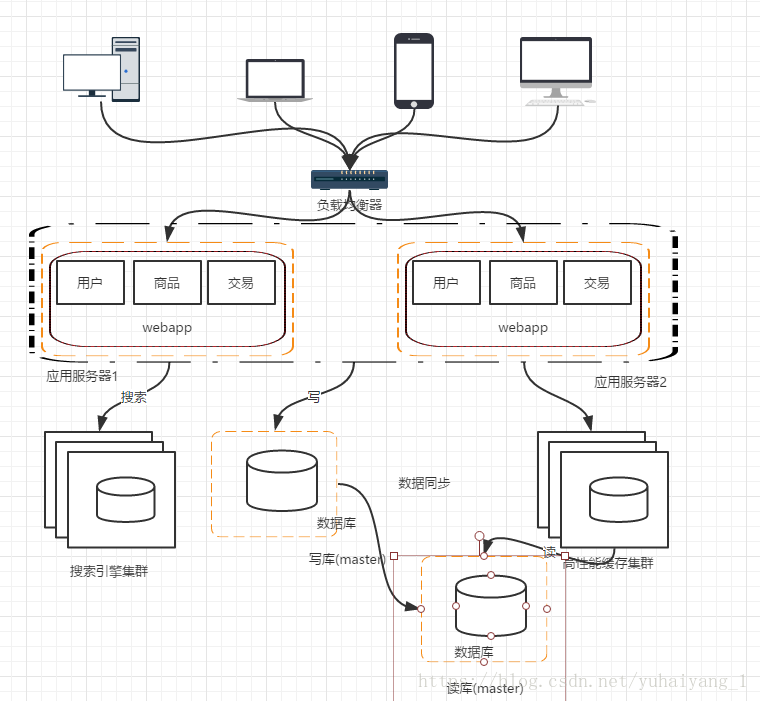 负载均衡器
用户
商品
交易
webapp
用户
商品
交易
webapp
应用服务器1
应用服务器2
搜索
写
数据同步
数据库
读
写库(master)
高性能缓存集群
搜索引擎集群
数据库
读库(master)
https://blog.csdn.net/yuhaiyang_1